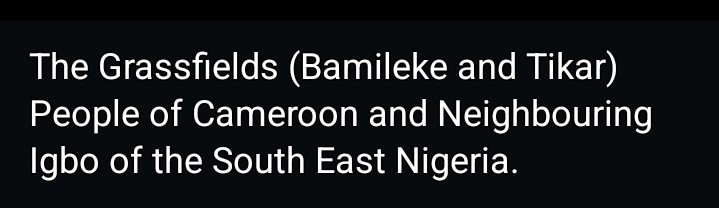 The Grassfields (Bamileke and Tikar)
People of Cameroon and Neighbouring
Igbo of the South East Nigeria.